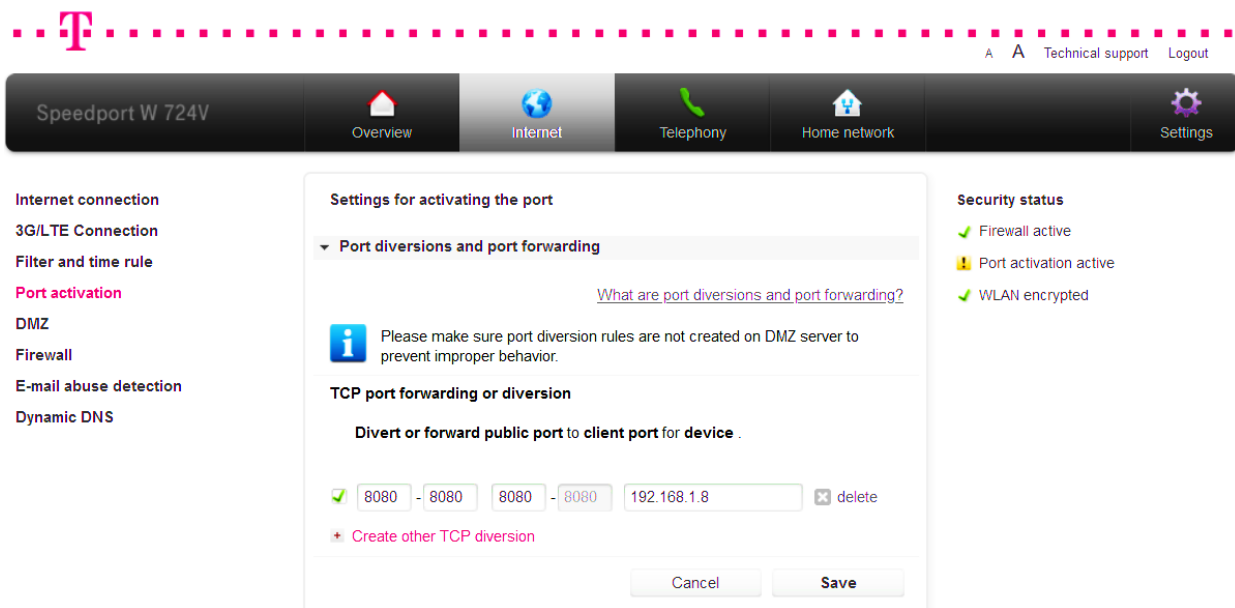 T
A A Technical support Logout
Speedport W 724V
Overview
Internet
Telephony
Home network
Settings
Internet connection
3G/LTE Connection
Filter and time rule
Port activation
DMZ
Firewall
E-mail abuse detection
Dynamic DNS
Settings for activating the port
Port diversions and port forwarding
What are port diversions and port forwarding?
i
Please make sure port diversion rules are not created on DMZ server to
prevent improper behavior.
TCP port forwarding or diversion
Divert or forward public port to client port for device .
8080 - 8080 8080 - 8080 192.168.1.8 delete
+ Create other TCP diversion
Cancel Save
Security status
Firewall active
! Port activation active
WLAN encrypted